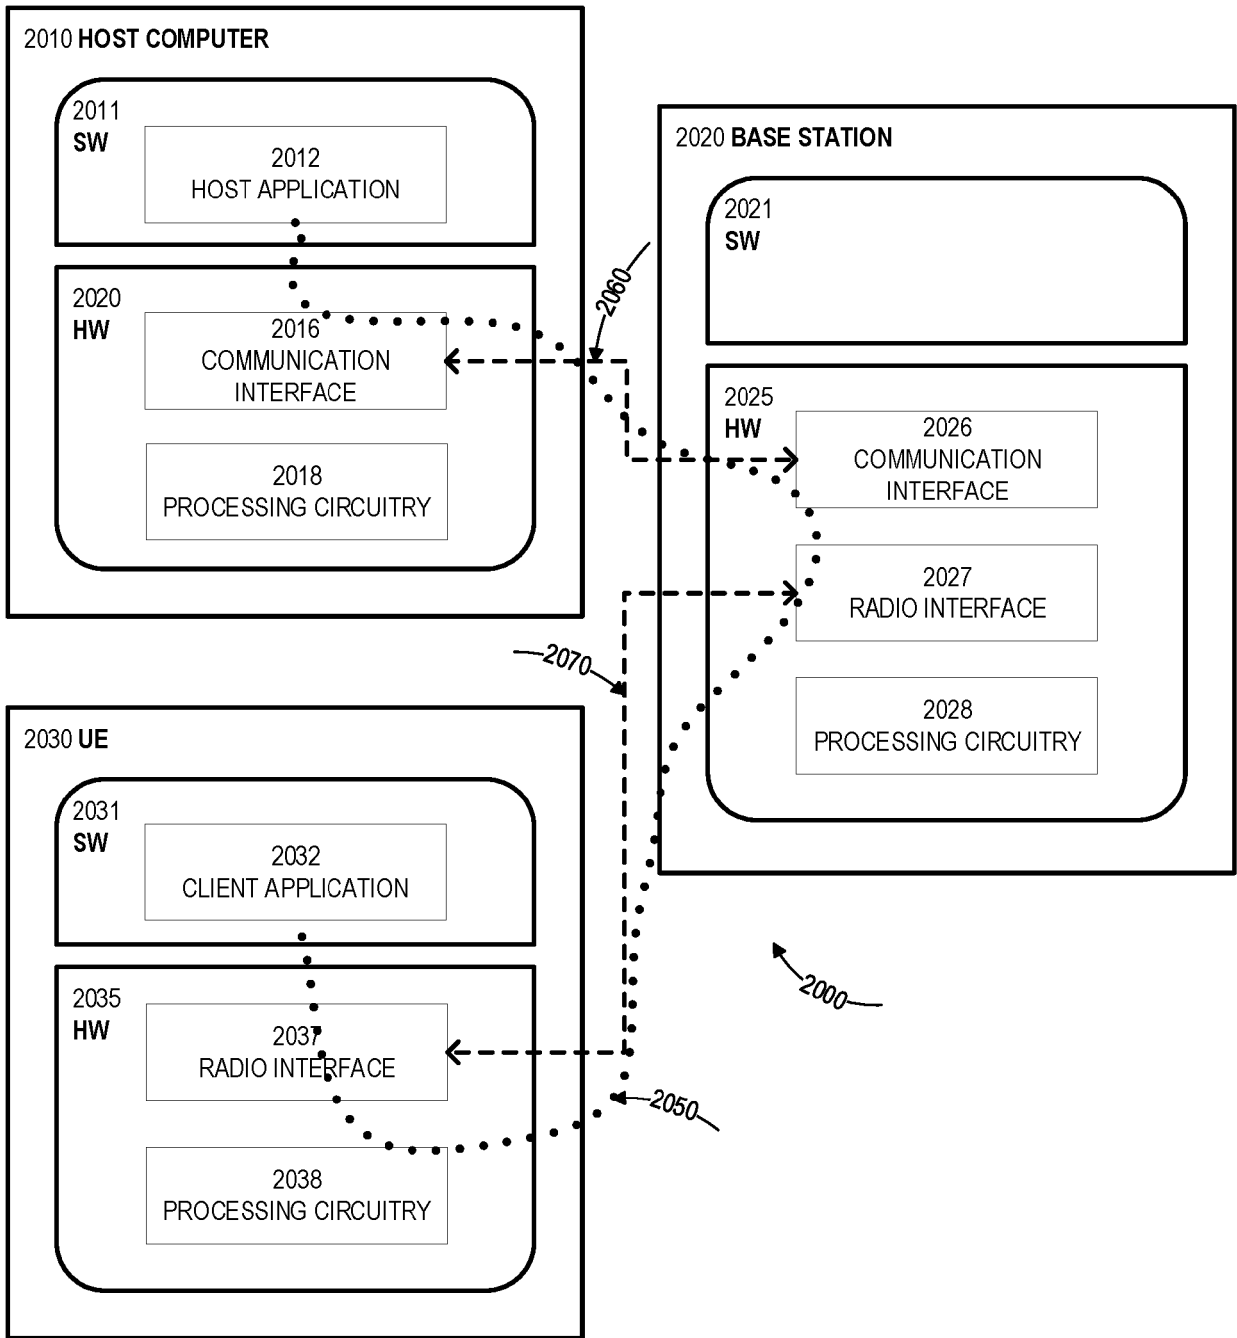 2010 HOST COMPUTER
2011
SW
2012
HOST APPLICATION
2020
HW
2016
COMMUNICATION
INTERFACE
2018
PROCESSING CIRCUITRY
2060
2020 BASE STATION
2021
SW
2025
HW
2026
COMMUNICATION
INTERFACE
2027
RADIO INTERFACE
2028
PROCESSING CIRCUITRY
2070
2030 UE
2031
SW
2032
CLIENT APPLICATION
2035
HW
2037
RADIO INTERFACE
2038
PROCESSING CIRCUITRY
2000
2050